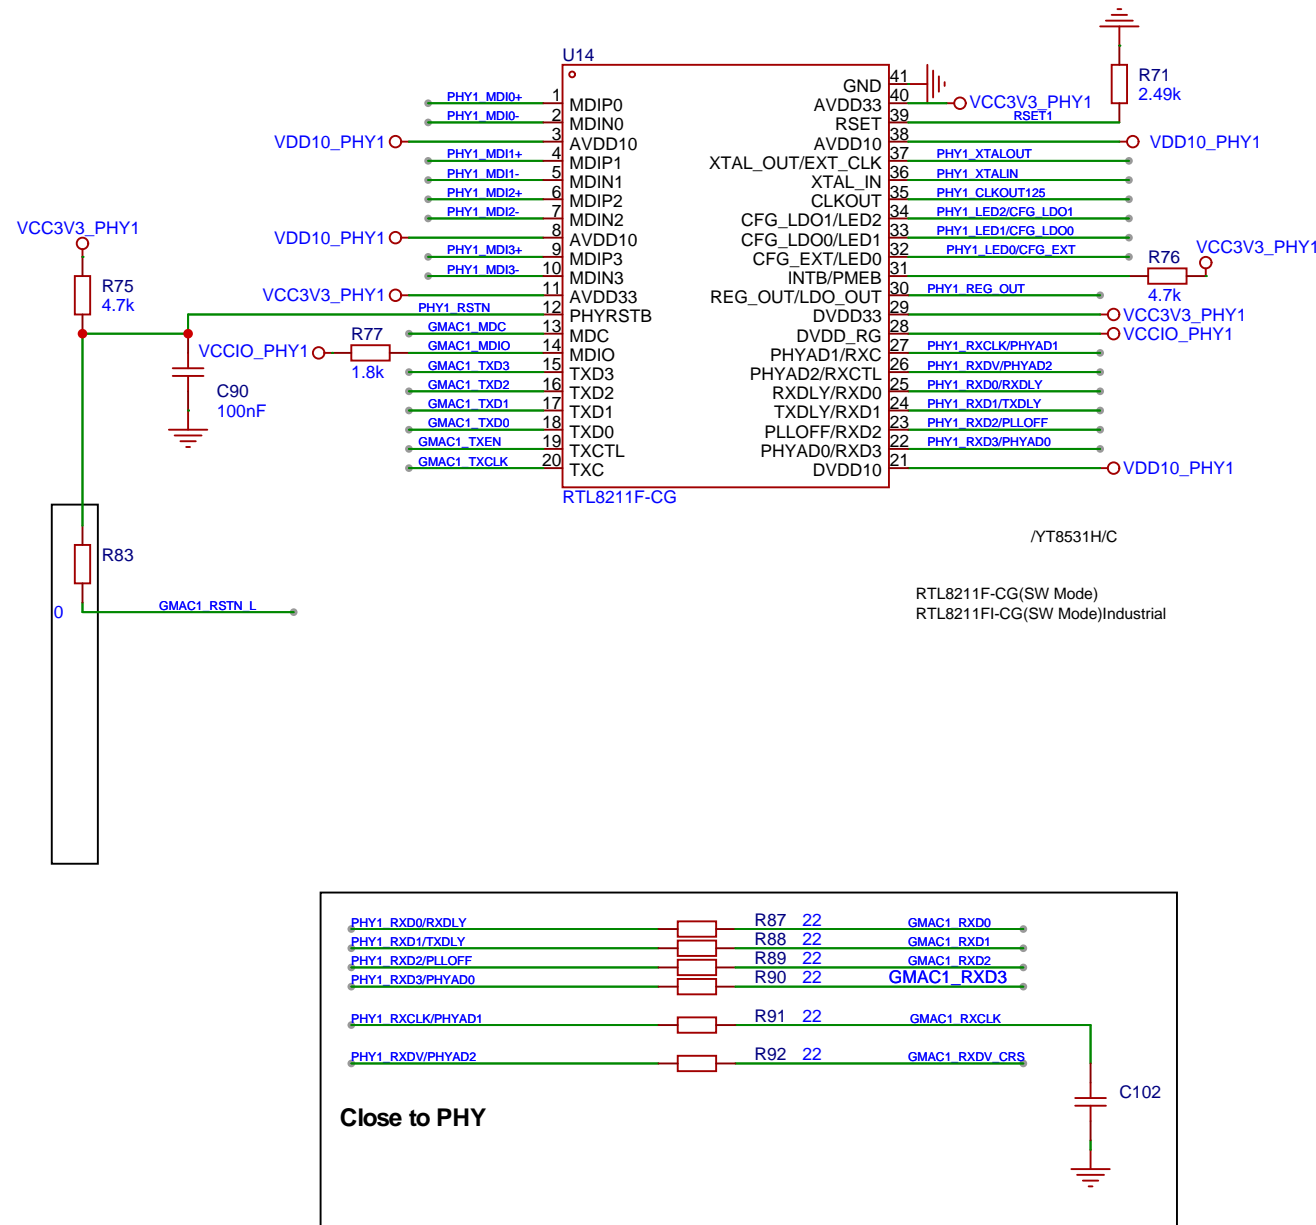 U14
1 MDIP0 PHY1_MDI0+
2 MDIN0 PHY1_MDI0-
3 AVDD10 VDD10_PHY1
4 MDIP1 PHY1_MDI1+
5 MDIN1 PHY1_MDI1-
6 MDIP2 PHY1_MDI2+
7 MDIN2 PHY1_MDI2-
8 AVDD10 VDD10_PHY1
9 MDIP3 PHY1_MDI3+
10 MDIN3 PHY1_MDI3-
11 AVDD33 VCC3V3_PHY1
12 PHYRSTB PHY1_RSTN
13 MDC GMAC1_MDC
14 MDIO GMAC1_MDIO
15 TXD3 GMAC1_TXD3
16 TXD2 GMAC1_TXD2
17 TXD1 GMAC1_TXD1
18 TXD0 GMAC1_TXD0
19 TXCTL GMAC1_TXEN
20 TXC GMAC1_TXCLK
GND 41
AVDD33 40 VCC3V3_PHY1
RSET 39 RSET1
AVDD10 38 VDD10_PHY1
XTAL_OUT/EXT_CLK 37 PHY1_XTALOUT
XTAL_IN 36 PHY1_XTALIN
CLKOUT 35 PHY1_CLKOUT125
CFG_LDO1/LED2 34 PHY1_LED2/CFG_LDO1
CFG_LDO0/LED1 33 PHY1_LED1/CFG_LDO0
CFG_EXT/LED0 32 PHY1_LED0/CFG_EXT
INTB/PMEB 31
REG_OUT/LDO_OUT 30 PHY1_REG_OUT
DVDD33 29 VCC3V3_PHY1
DVDD_RG 28 VCCIO_PHY1
PHYAD1/RXC 27 PHY1_RXCLK/PHYAD1
PHYAD2/RXCTL 26 PHY1_RXDV/PHYAD2
RXDLY/RXD0 25 PHY1_RXD0/RXDLY
TXDLY/RXD1 24 PHY1_RXD1/TXDLY
PLLOFF/RXD2 23 PHY1_RXD2/PLLOFF
PHYAD0/RXD3 22 PHY1_RXD3/PHYAD0
DVDD10 21 VDD10_PHY1
RTL8211F-CG
R71
2.49k
R76
4.7k
VCC3V3_PHY1
VCC3V3_PHY1
R75
4.7k
VCCIO_PHY1
R77
1.8k
C90
100nF
R83
0
GMAC1_RSTN_L
/YT8531H/C
RTL8211F-CG(SW Mode)
RTL8211FI-CG(SW Mode)Industrial
PHY1_RXD0/RXDLY R87 22 GMAC1_RXD0
PHY1_RXD1/TXDLY R88 22 GMAC1_RXD1
PHY1_RXD2/PLLOFF R89 22 GMAC1_RXD2
PHY1_RXD3/PHYAD0 R90 22 GMAC1_RXD3
PHY1_RXCLK/PHYAD1 R91 22 GMAC1_RXCLK
PHY1_RXDV/PHYAD2 R92 22 GMAC1_RXDV_CRS
C102
Close to PHY